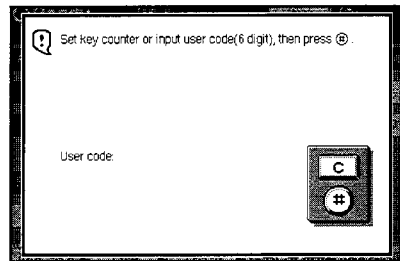 Set key counter or input user code(6 digit), then press (#).
User code:
C
#